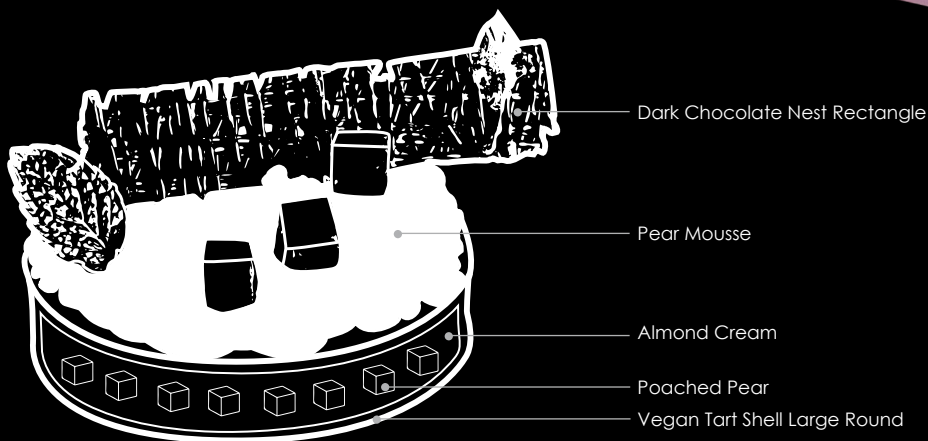 Dark Chocolate Nest Rectangle
Pear Mousse
Almond Cream
Poached Pear
Vegan Tart Shell Large Round